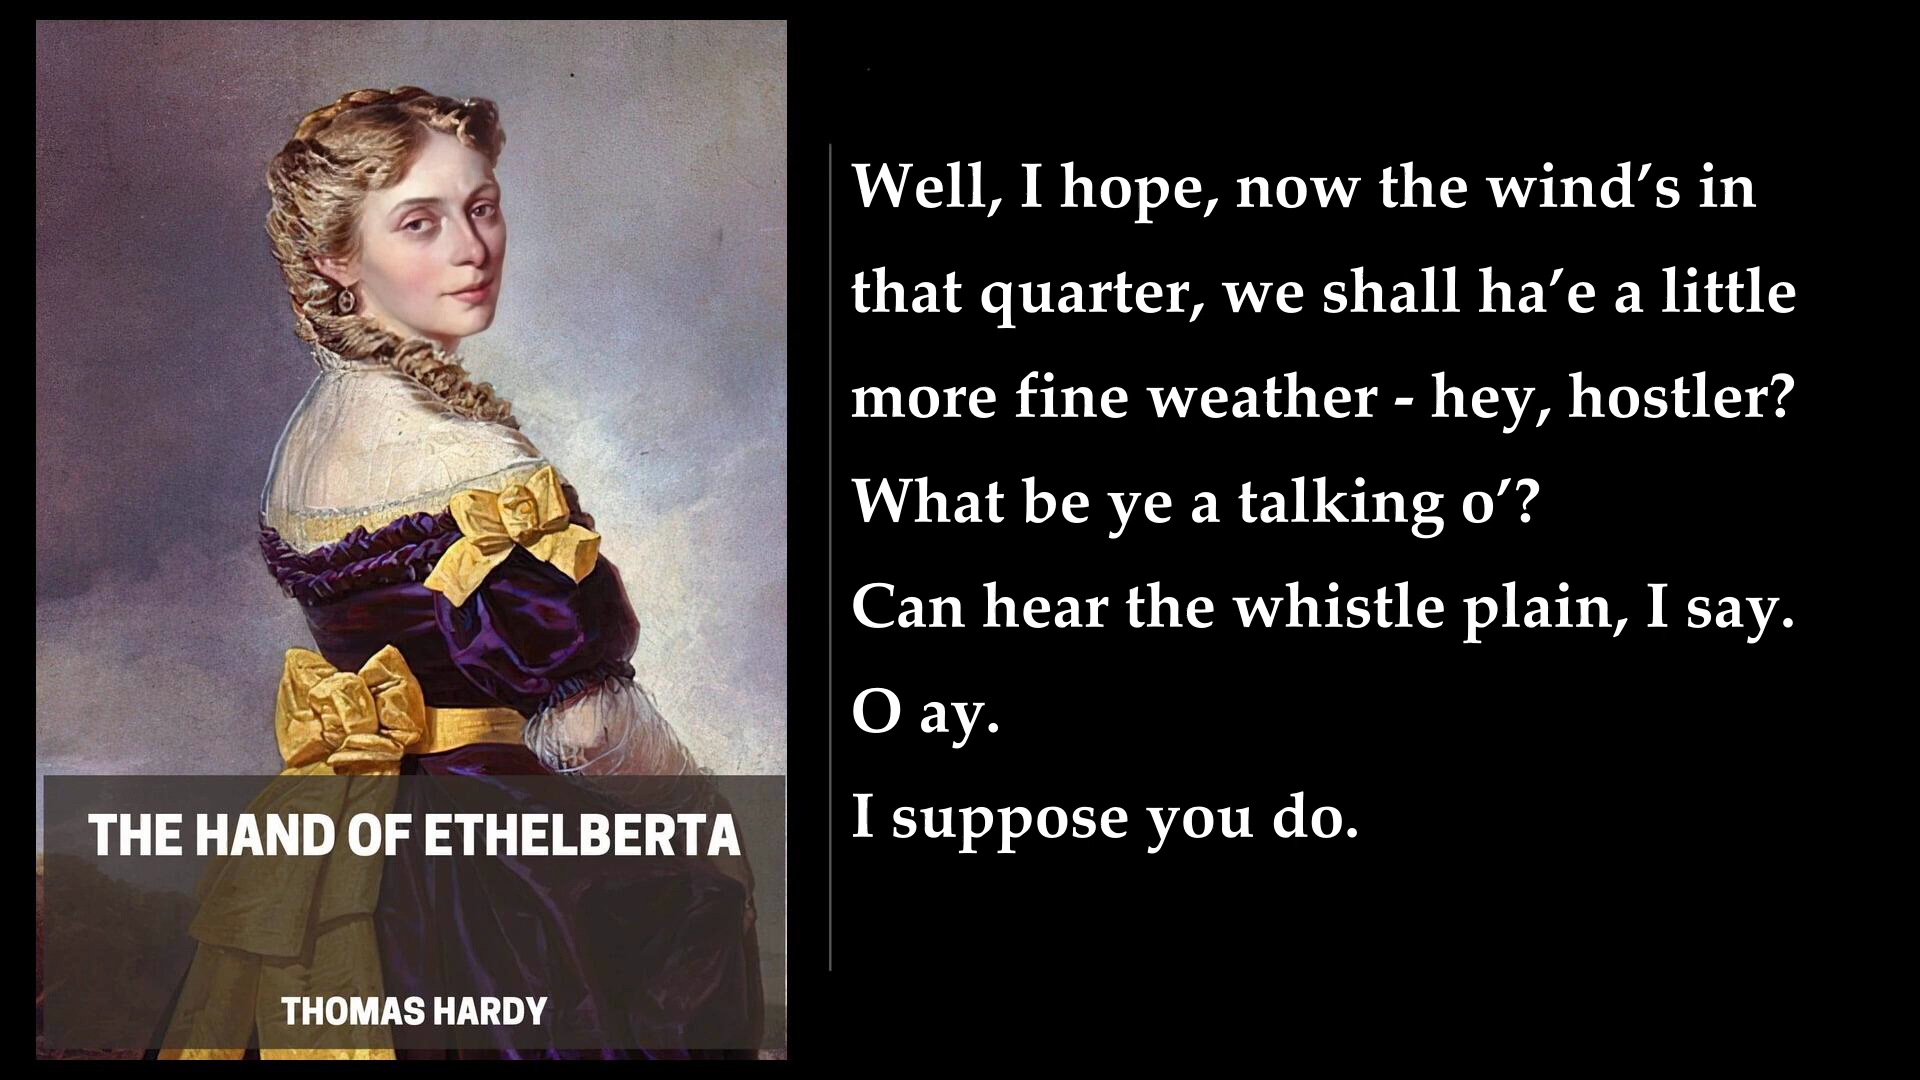 THE HAND OF ETHELBERTA
THOMAS HARDY
Well, I hope, now the wind’s in
that quarter, we shall ha’e a little
more fine weather - hey, hostler?
What be ye a talking o’?
Can hear the whistle plain, I say.
O ay.
I suppose you do.